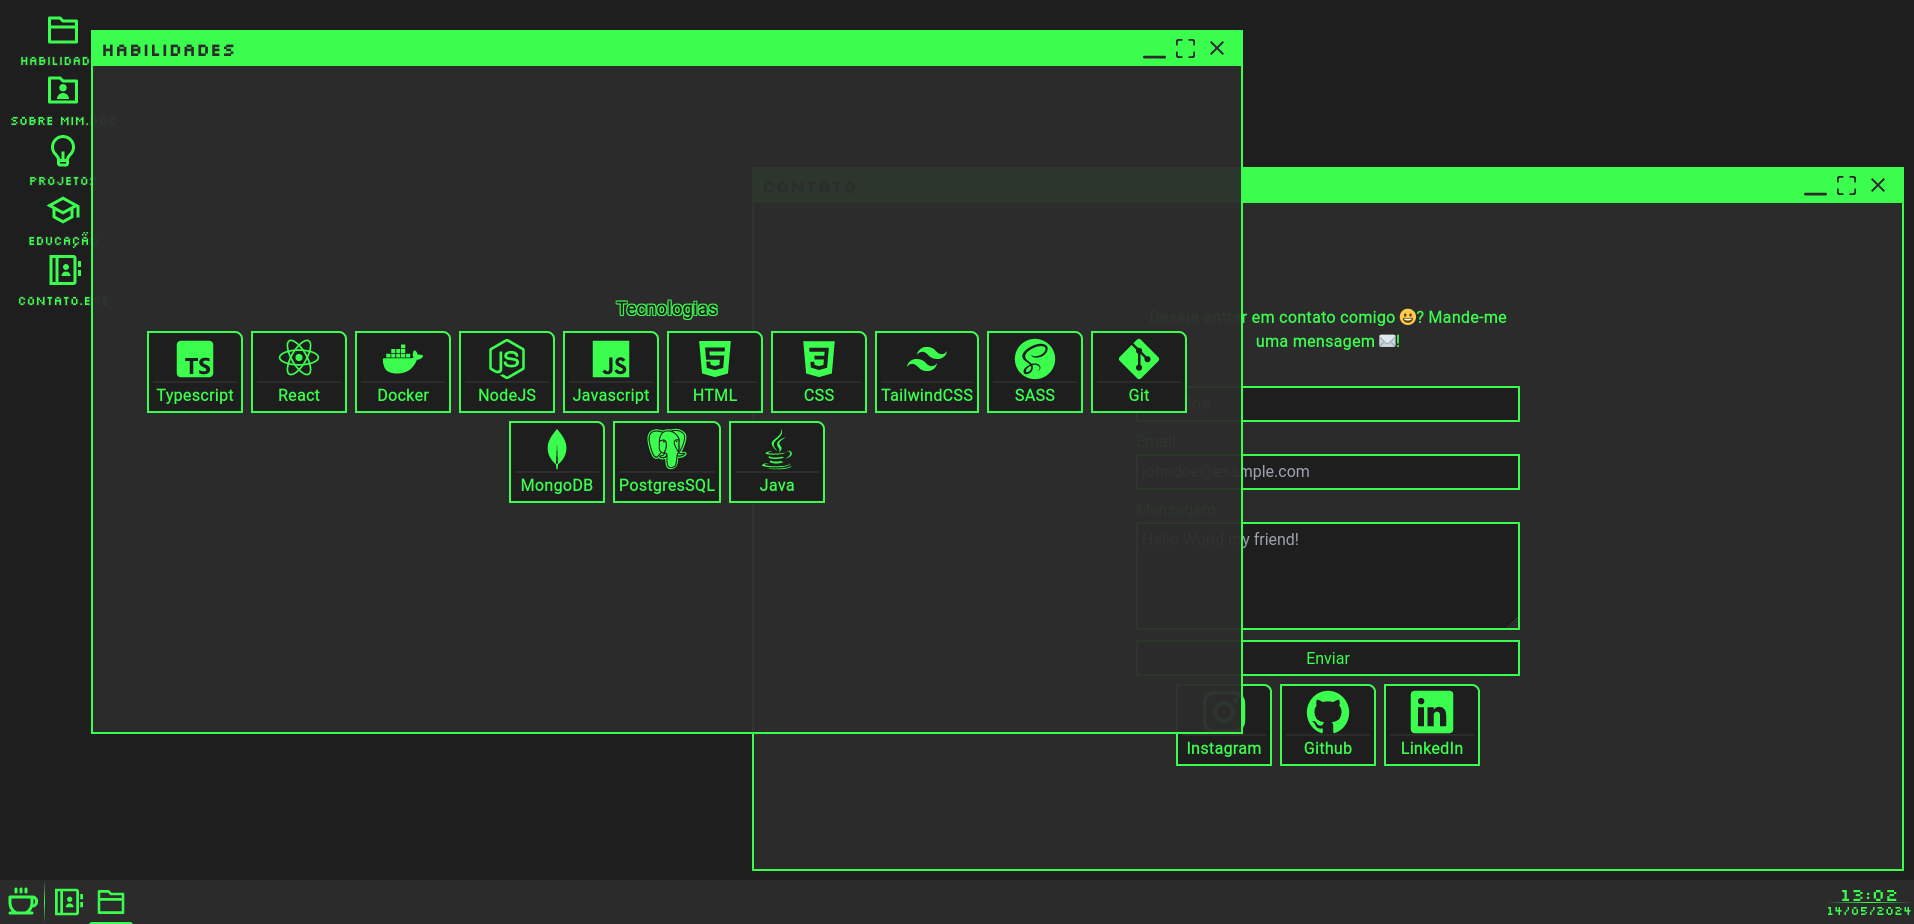 HABILIDADES
HABILIDAD
SOBRE MIM.
PROJETOS
EDUCAÇÃ
CONTATO.EXE
CONTATO
Tecnologias
Typescript
React
Docker
NodeJS
Javascript
HTML
CSS
TailwindCSS
SASS
Git
MongoDB
PostgresSQL
Java
Deseja entrar em contato comigo 😀? Mande-me
uma mensagem ✉️!
Email
johndoe@example.com
Mensagem
Hello World my friend!
Enviar
Instagram
Github
LinkedIn
13:02
14/05/2024